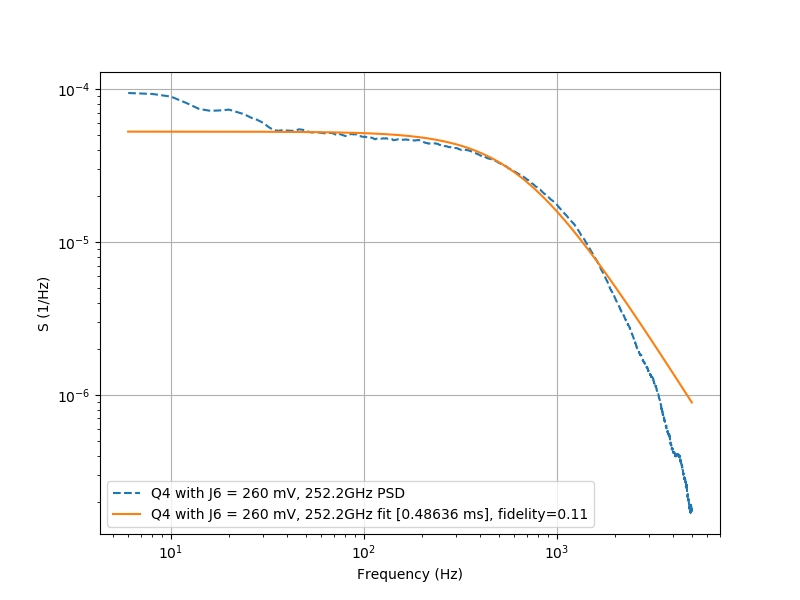 10⁻⁴
10⁻⁵
10⁻⁶
S (1/Hz)
Q4 with J6 = 260 mV, 252.2GHz PSD
Q4 with J6 = 260 mV, 252.2GHz fit [0.48636 ms], fidelity=0.11
10¹ 10² 10³
Frequency (Hz)